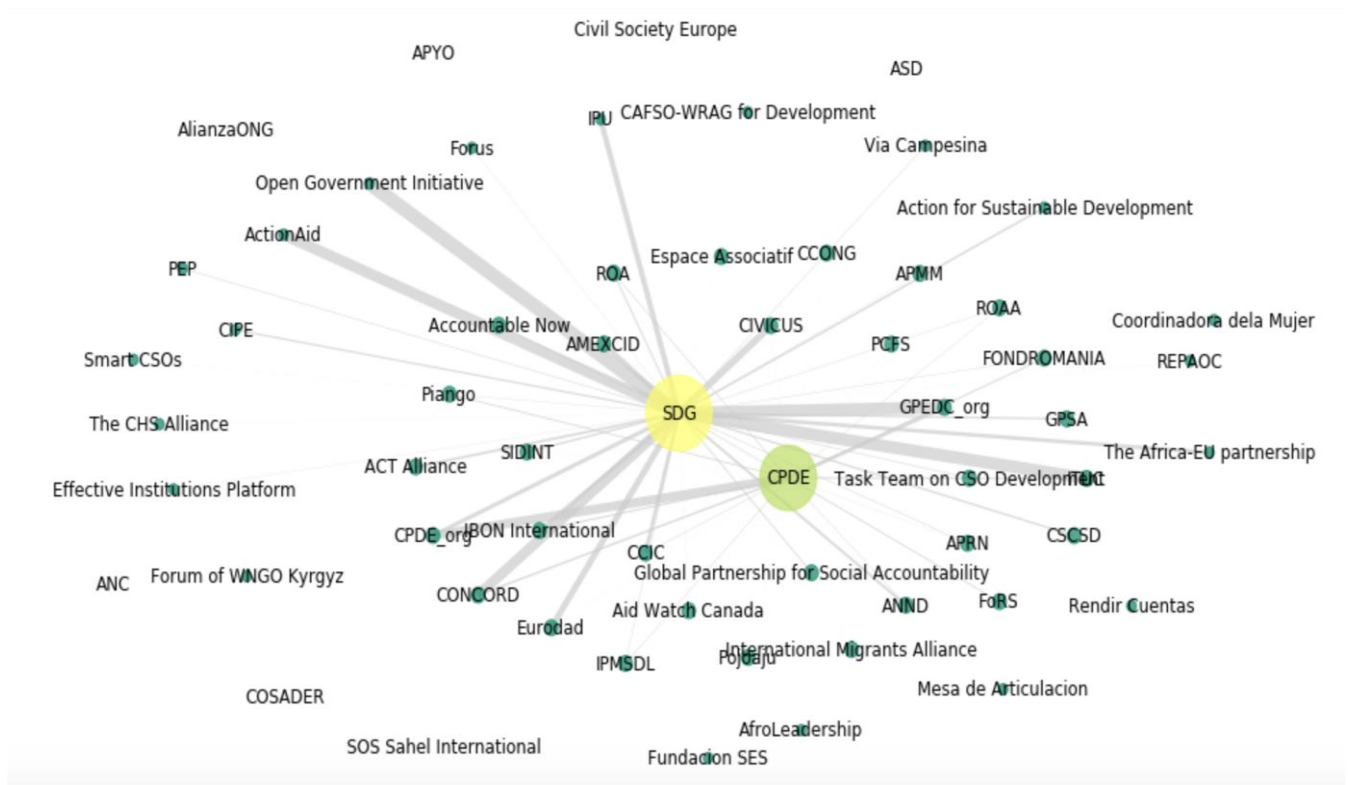 Civil Society Europe
APYO
ASD
IPU
CAFSO-WRAG for Development
AlianzaONG
Forus
Via Campesina
Open Government Initiative
Action for Sustainable Development
ActionAid
Espace Associatif
CCONG
PEP
ROA
APMM
ROAA
Coordinadora dela Mujer
CIPE
Accountable Now
CIVICUS
AMEXCID
PCFS
Smart CSOs
FONDROMANIA
REPAOC
Piango
SDG
GPEDC_org
GPSA
The CHS Alliance
SIDINT
The Africa-EU partnership
ACT Alliance
CPDE
Task Team on CSO Development
ITUC
Effective Institutions Platform
CPDE_org
IBON International
CSCSD
APRN
CCIC
Global Partnership for Social Accountability
ANC
Forum of WNGO Kyrgyz
CONCORD
Aid Watch Canada
ANND
FoRS
Rendir Cuentas
Eurodad
International Migrants Alliance
Pojoaju
IPMSDL
Mesa de Articulacion
COSADER
AfroLeadership
SOS Sahel International
Fundacion SES